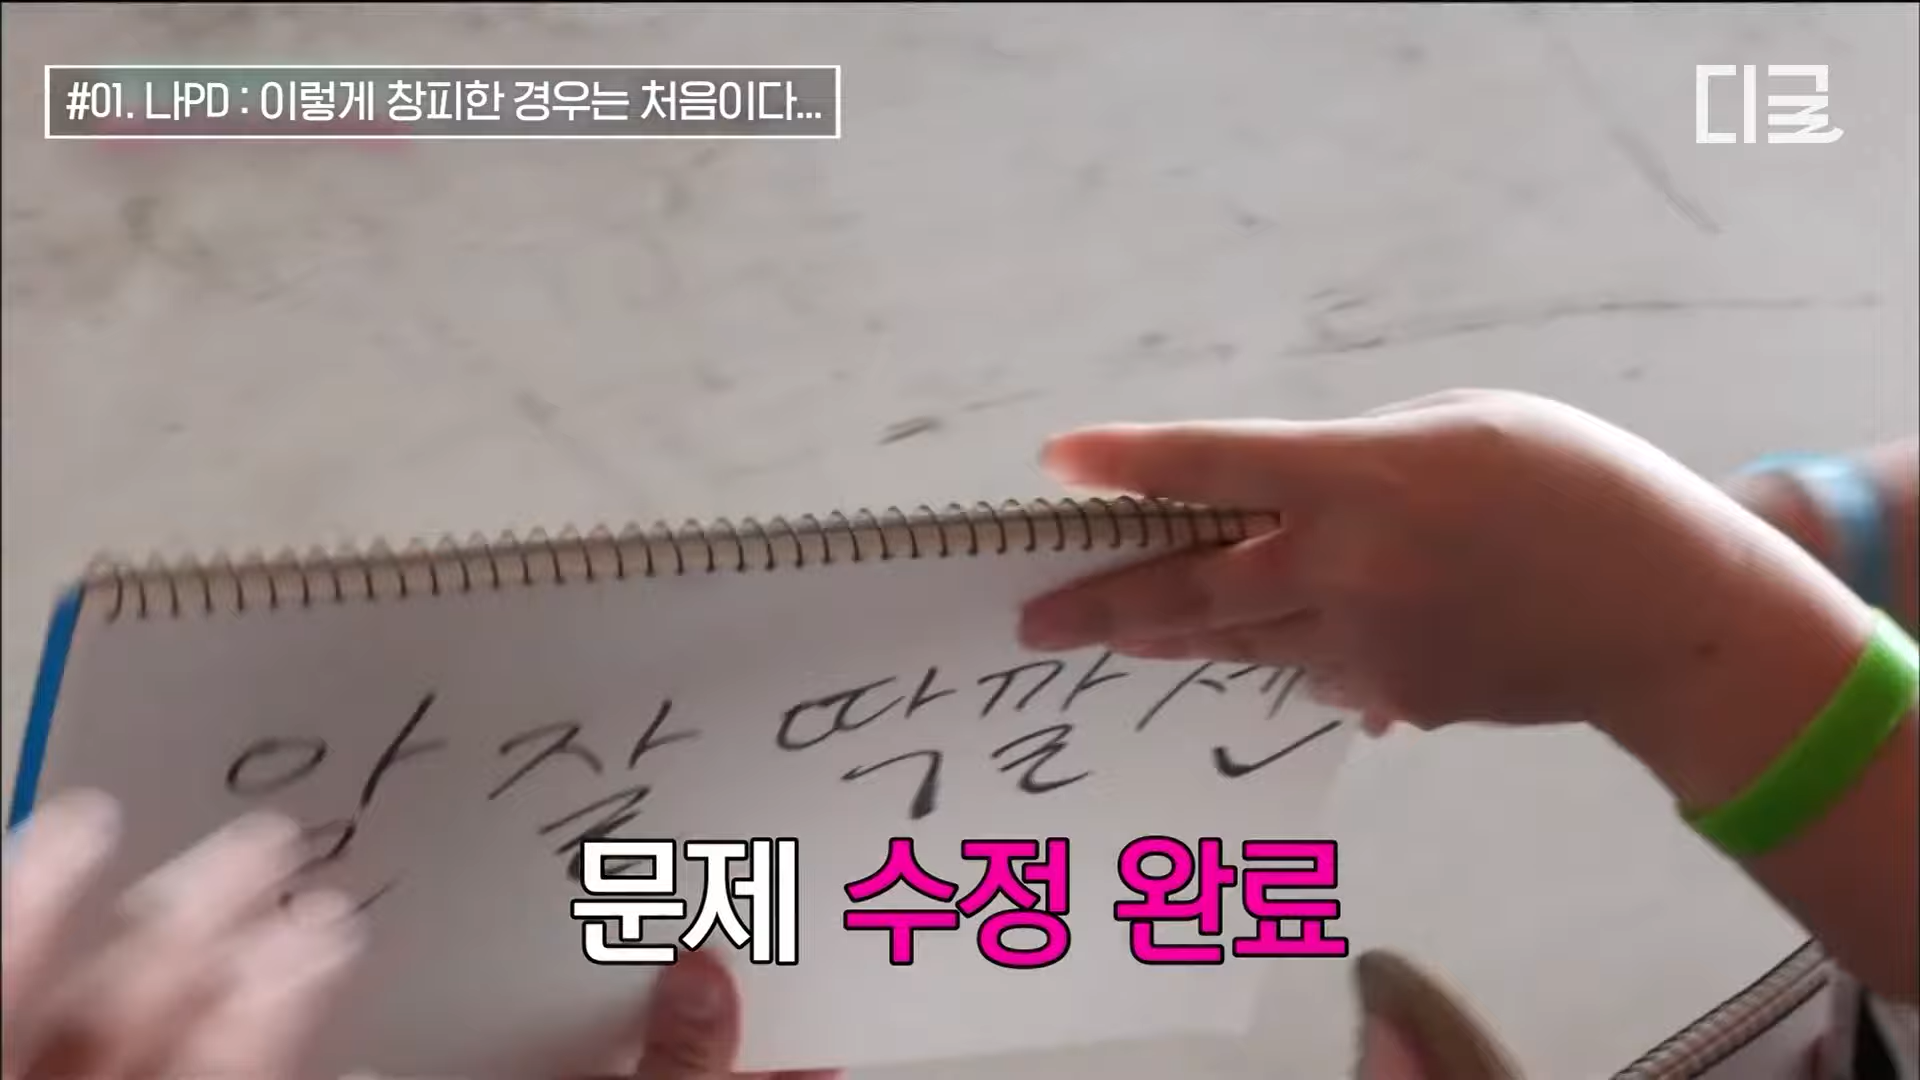 #01. 나PD : 이렇게 창피한 경우는 처음이다...
디글
잘 딱 깔 센
문제 수정 완료